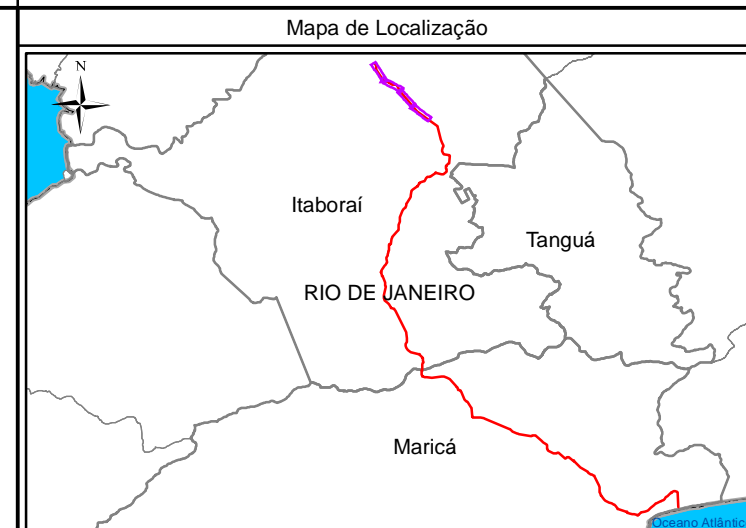 Mapa de Localização
N
Itaboraí
Tanguá
RIO DE JANEIRO
Maricá
Oceano Atlântic